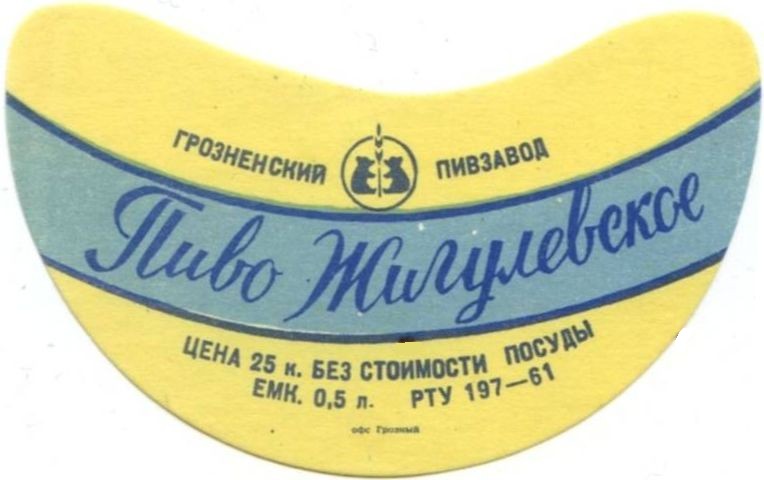 ГРОЗНЕНСКИЙ ПИВЗАВОД
Пиво Жигулевское
ЦЕНА 25 к. БЕЗ СТОИМОСТИ ПОСУДЫ
ЕМК. 0,5 л. РТУ 197—61
офс Грозный